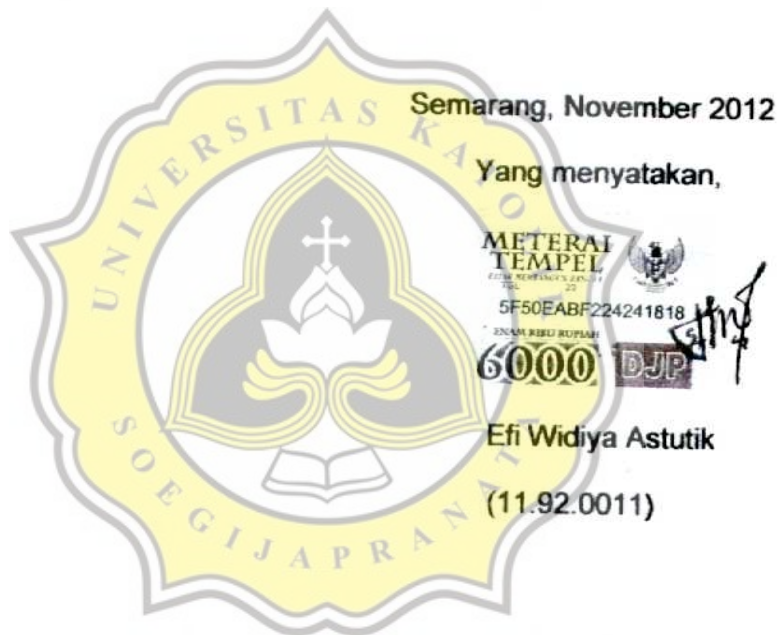 Semarang, November 2012
Yang menyatakan,
METERAI
TEMPEL
5F50EABF224241818
ENAM RIBU RUPIAH
6000 DJP
Efi Widiya Astutik
(11.92.0011)
UNIVERSITAS KATOLIK
SOEGIJAPRANATA